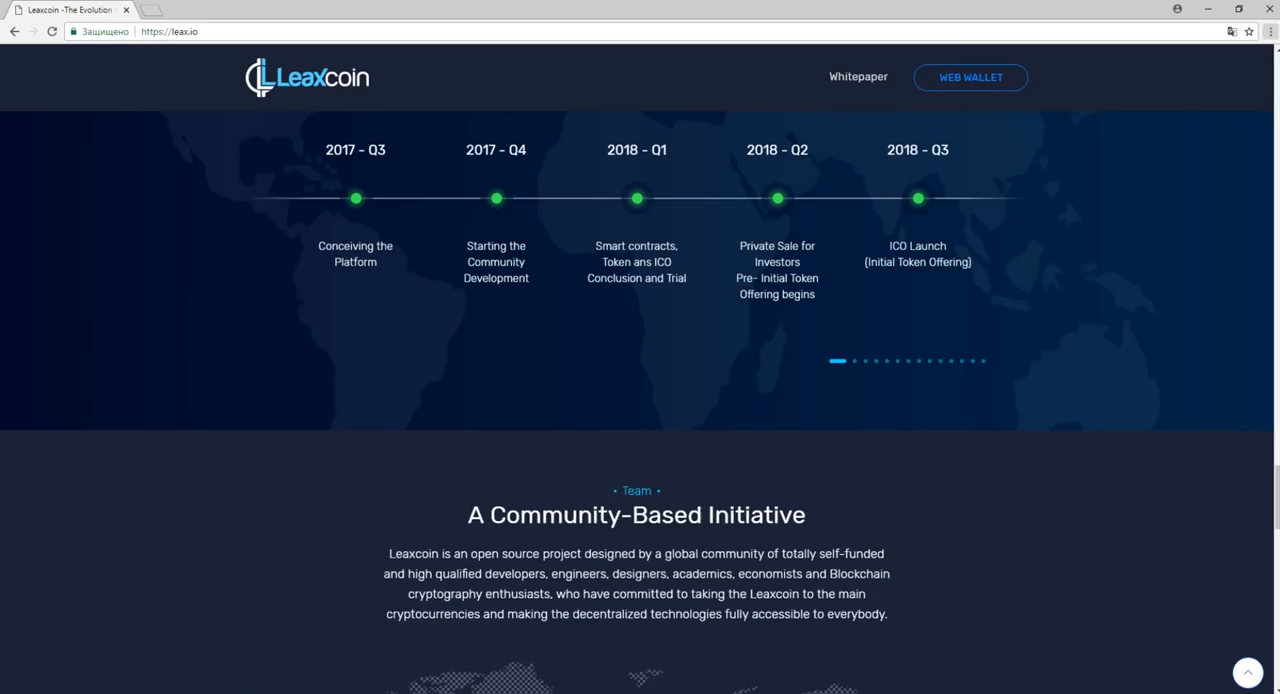 Leaxcoin -The Evolution
Защищено
https://leax.io
Leaxcoin
Whitepaper
WEB WALLET
2017 - Q3
2017 - Q4
2018 - Q1
2018 - Q2
2018 - Q3
Conceiving the
Platform
Starting the
Community
Development
Smart contracts,
Token ans ICO
Conclusion and Trial
Private Sale for
Investors
Pre- Initial Token
Offering begins
ICO Launch
(Initial Token Offering)
• Team •
A Community-Based Initiative
Leaxcoin is an open source project designed by a global community of totally self-funded
and high qualified developers, engineers, designers, academics, economists and Blockchain
cryptography enthusiasts, who have committed to taking the Leaxcoin to the main
cryptocurrencies and making the decentralized technologies fully accessible to everybody.